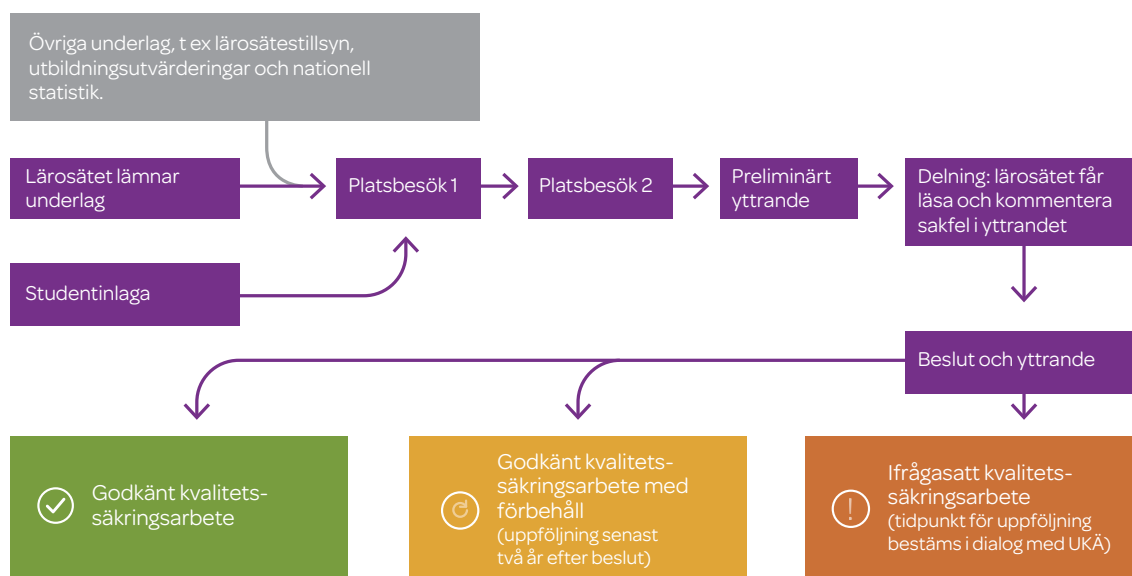 Övriga underlag, t ex lärosätestillsyn,
utbildningsutvärderingar och nationell
statistik.
Lärosätet lämnar
underlag
Platsbesök 1
Platsbesök 2
Preliminärt
yttrande
Delning: lärosätet får
läsa och kommentera
sakfel i yttrandet
Studentinlaga
Beslut och yttrande
Godkänt kvalitets-
säkringsarbete
Godkänt kvalitets-
säkringsarbete med
förbehåll
(uppföljning senast
två år efter beslut)
Ifrågasatt kvalitets-
säkringsarbete
(tidpunkt för uppföljning
bestäms i dialog med UKÄ)